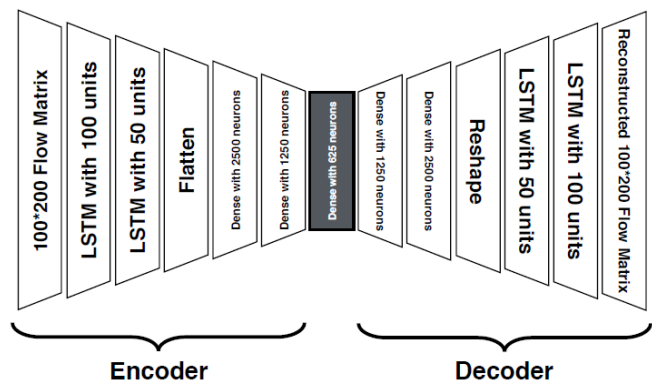 100*200 Flow Matrix
LSTM with 100 units
LSTM with 50 units
Flatten
Dense with 2500 neurons
Dense with 1250 neurons
Dense with 625 neurons
Dense with 1250 neurons
Dense with 2500 neurons
Reshape
LSTM with 50 units
LSTM with 100 units
Reconstructed 100*200 Flow Matrix
Encoder
Decoder